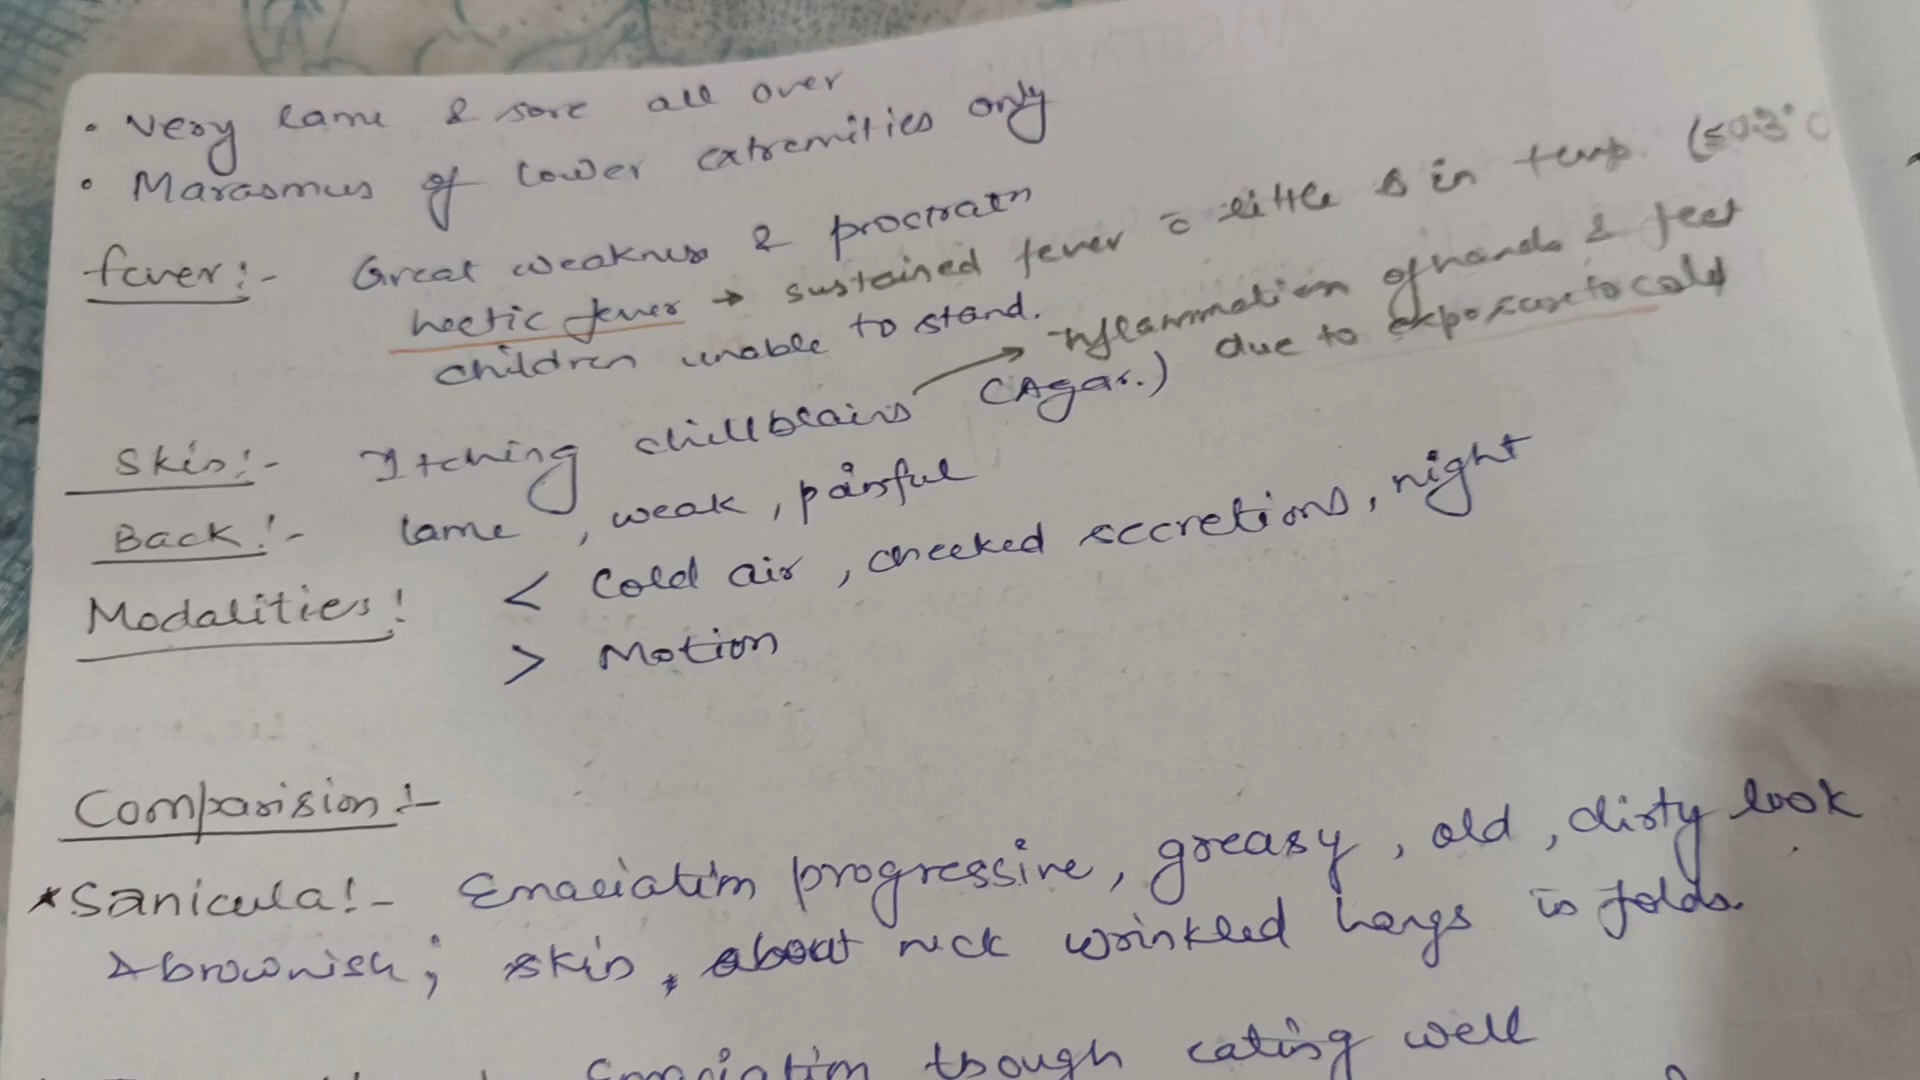 • Very lame & sore all over
• Marasmus of lower extremities only
fever:- Great weakness & prostratn
hectic fever → sustained fever c̄ little Δ in temp. (≤0.3°C
children unable to stand.
Skin:- Itching chillblains → Inflammation of hands & feet
(Agar.) due to exposure to cold
Back:- lame, weak, painful
Modalities: < Cold air, checked secretions, night
> Motion
Comparision:-
*Sanicula:- Emaciation progressive, greasy, old, dirty look
& brownish; skin, about neck wrinkled hangs in folds.
Emaciation though eating well